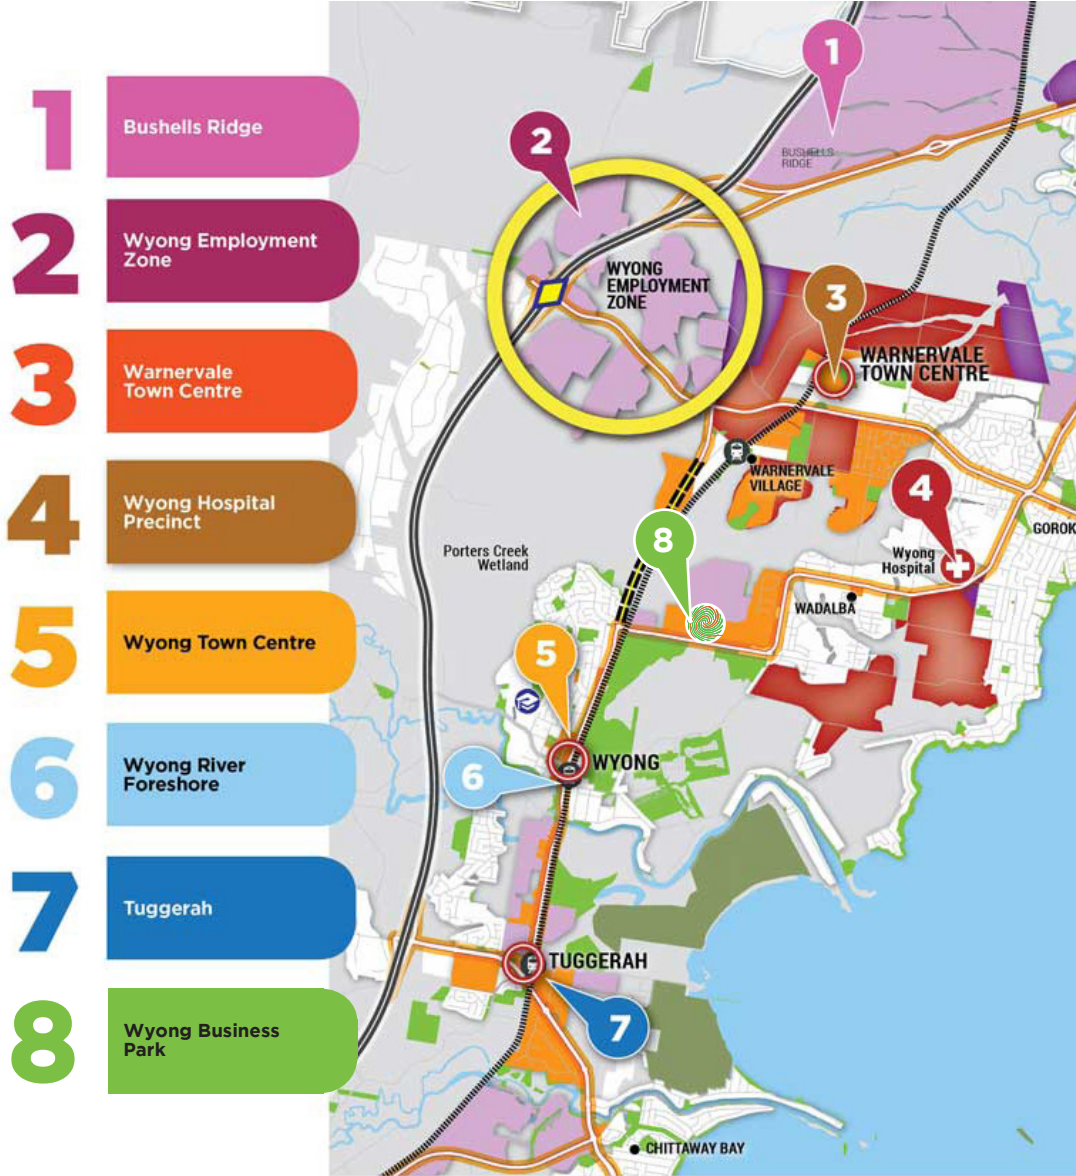 1
Bushells Ridge
2
Wyong Employment
Zone
3
Warnervale
Town Centre
4
Wyong Hospital
Precinct
5
Wyong Town Centre
6
Wyong River
Foreshore
7
Tuggerah
8
Wyong Business
Park
1
BUSHELLS
RIDGE
2
WYONG
EMPLOYMENT
ZONE
3
WARNERVALE
TOWN CENTRE
WARNERVALE
VILLAGE
4
GOROK
8
Porters Creek
Wetland
Wyong
Hospital
WADALBA
5
WYONG
6
TUGGERAH
7
CHITTAWAY BAY